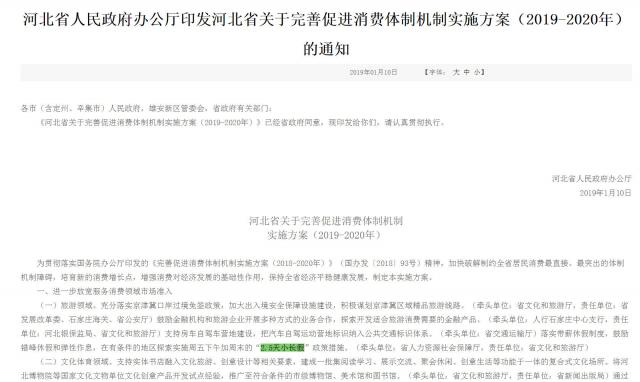 河北省人民政府办公厅印发河北省关于完善促进消费体制机制实施方案（2019-2020年）
的通知
2019年01月10日 【字体： 大 中 小】
各市（含定州、辛集市）人民政府，雄安新区管委会，省政府有关部门：
《河北省关于完善促进消费体制机制实施方案（2019-2020年）》已经省政府同意，现印发给你们，请认真贯彻执行。
河北省人民政府办公厅
2019年1月10日
河北省关于完善促进消费体制机制
实施方案（2019-2020年）
为贯彻落实国务院办公厅印发的《完善促进消费体制机制实施方案（2018-2020年）》（国办发〔2018〕93号）精神，加快破解制约全省居民消费最直接、最突出的体制
机制障碍，培育新的消费增长点，增强消费对经济发展的基础性作用，保持全省经济平稳健康发展，制定本实施方案。
一、进一步放宽服务消费领域市场准入
（一）旅游领域。充分落实京津冀口岸过境免签政策，加大出入境安全保障设施建设，积极谋划京津冀区域精品旅游线路。（牵头单位：省文化和旅游厅，责任单位：省
发展改革委、石家庄海关、省公安厅）鼓励金融机构和旅游企业开展多种方式的业务合作，探索开发适合旅游消费需要的金融产品。（牵头单位：人行石家庄中心支行，责任单
位：河北银保监局、省文化和旅游厅）支持房车自驾车营地建设，把汽车自驾运动营地标识纳入公共交通标识体系。（牵头单位：省交通运输厅）落实带薪休假制度，鼓励
错峰休假和弹性作息，在有条件的地区探索实施周五下午加周末的“2.5天小长假”政策措施。（牵头单位：省人力资源社会保障厅，责任单位：省文化和旅游厅）
（二）文化体育领域。支持实体书店融入文化旅游、创意设计等相关要素，建成一批集阅读学习、展示交流、聚会休闲、创意生活等功能于一体的复合式文化场所。将河
北博物院等国家文化文物单位文化创意产品开发试点经验，推广至符合条件的市级博物馆、美术馆和图书馆。（牵头单位：省文化和旅游厅，责任单位：省新闻出版局）通过